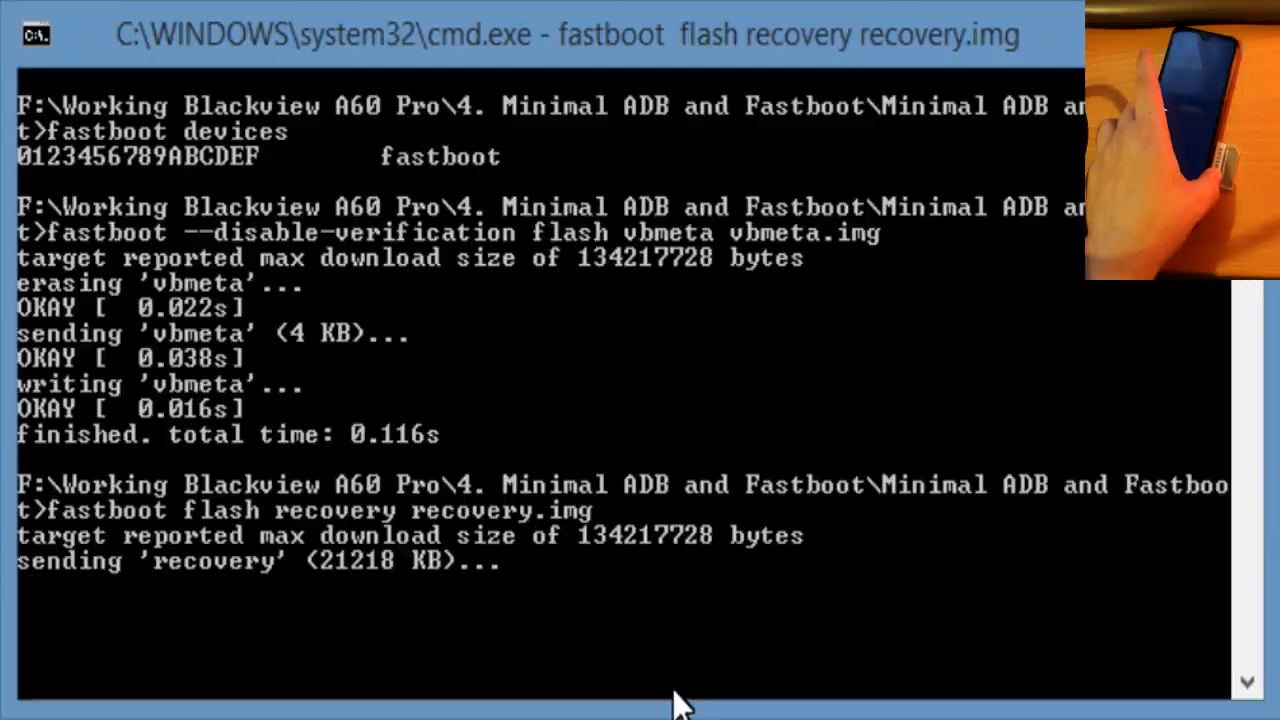 C:\WINDOWS\system32\cmd.exe - fastboot  flash recovery recovery.img
F:\Working Blackview A60 Pro\4. Minimal ADB and Fastboot\Minimal ADB an
t>fastboot devices
0123456789ABCDEF        fastboot
F:\Working Blackview A60 Pro\4. Minimal ADB and Fastboot\Minimal ADB an
t>fastboot --disable-verification flash vbmeta vbmeta.img
target reported max download size of 134217728 bytes
erasing 'vbmeta'...
OKAY [  0.022s]
sending 'vbmeta' (4 KB)...
OKAY [  0.038s]
writing 'vbmeta'...
OKAY [  0.016s]
finished. total time: 0.116s
F:\Working Blackview A60 Pro\4. Minimal ADB and Fastboot\Minimal ADB and Fastboo
t>fastboot flash recovery recovery.img
target reported max download size of 134217728 bytes
sending 'recovery' (21218 KB)...